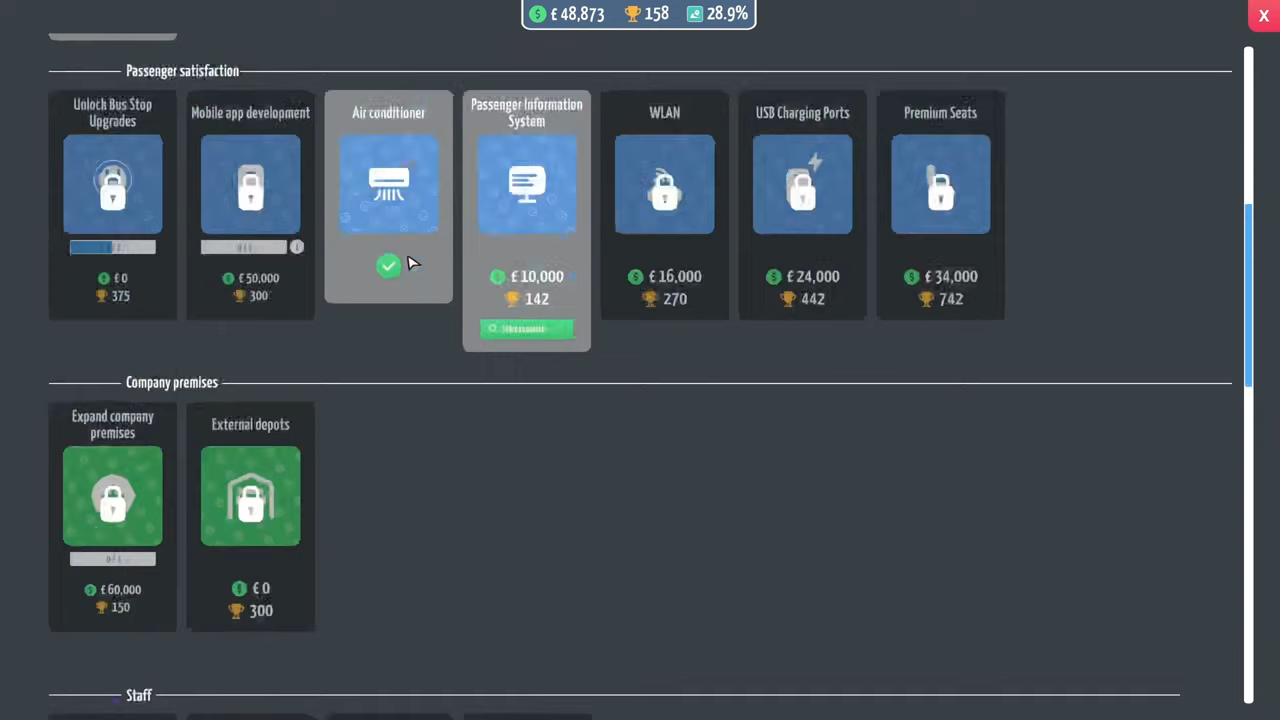 £ 48,873 158 28.9% X
Passenger satisfaction
Unlock Bus Stop Upgrades
Mobile app development
Air conditioner
Passenger Information System
WLAN
USB Charging Ports
Premium Seats
£ 0
375
£ 50,000
300
£ 10,000
142
£ 16,000
270
£ 24,000
442
£ 34,000
742
Company premises
Expand company premises
External depots
£ 60,000
150
£ 0
300
Staff